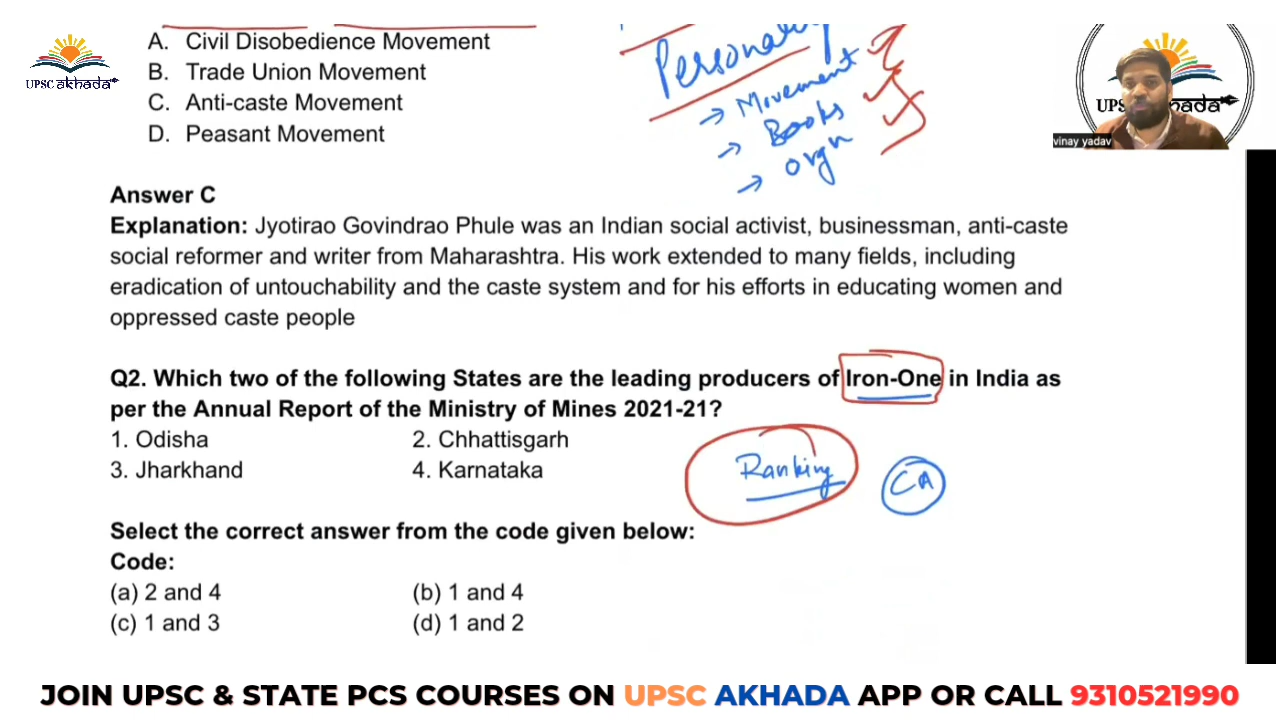 A. Civil Disobedience Movement
B. Trade Union Movement
C. Anti-caste Movement
D. Peasant Movement
Personality
→ Movement
→ Books
→ Orgn
UPSC akhada
vinay yadav
Answer C
Explanation: Jyotirao Govindrao Phule was an Indian social activist, businessman, anti-caste
social reformer and writer from Maharashtra. His work extended to many fields, including
eradication of untouchability and the caste system and for his efforts in educating women and
oppressed caste people
Q2. Which two of the following States are the leading producers of Iron-One in India as
per the Annual Report of the Ministry of Mines 2021-21?
1. Odisha 2. Chhattisgarh
3. Jharkhand 4. Karnataka
Ranking CA
Select the correct answer from the code given below:
Code:
(a) 2 and 4 (b) 1 and 4
(c) 1 and 3 (d) 1 and 2
JOIN UPSC & STATE PCS COURSES ON UPSC AKHADA APP OR CALL 9310521990